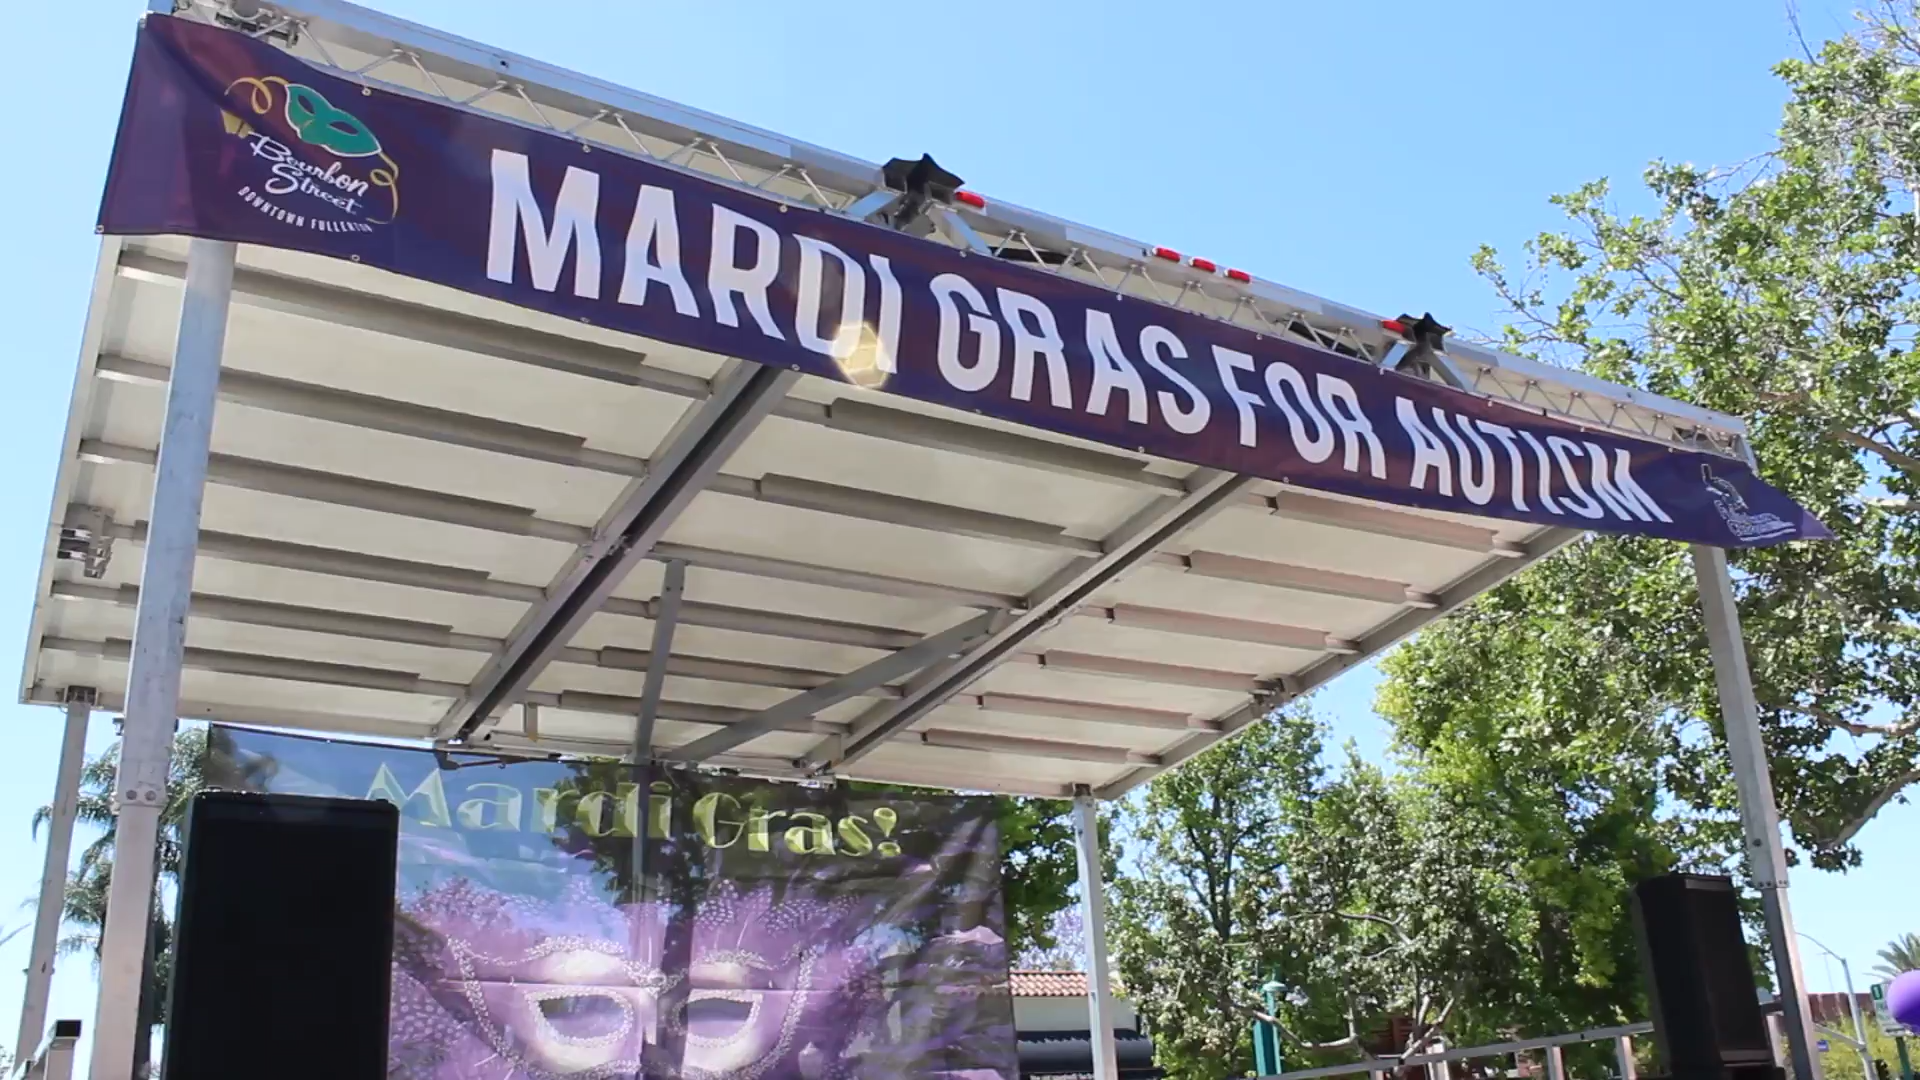 Bourbon
Street
DOWNTOWN FULLERTON
MARDI GRAS FOR AUTISM
Mardi Gras!